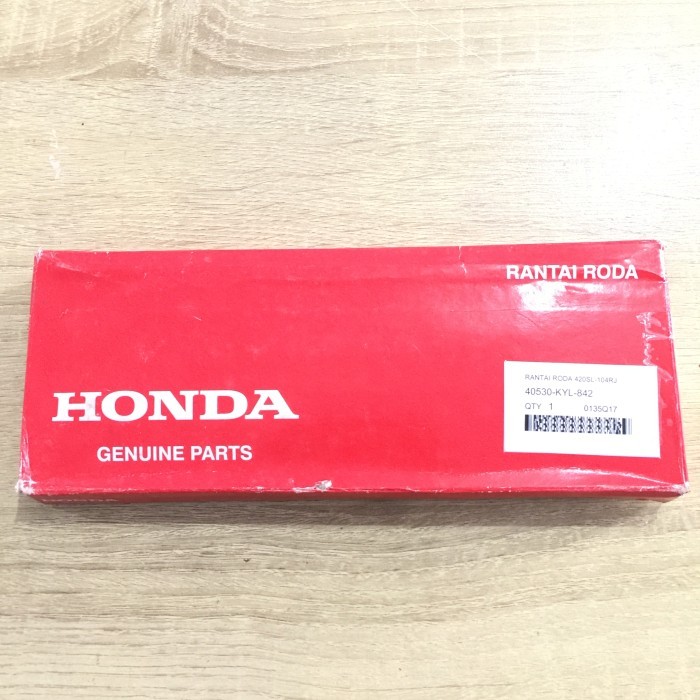 RANTAI RODA
RANTAI RODA 420SL-104RJ
40530-KYL-842
QTY 1 0135Q17
HONDA
GENUINE PARTS